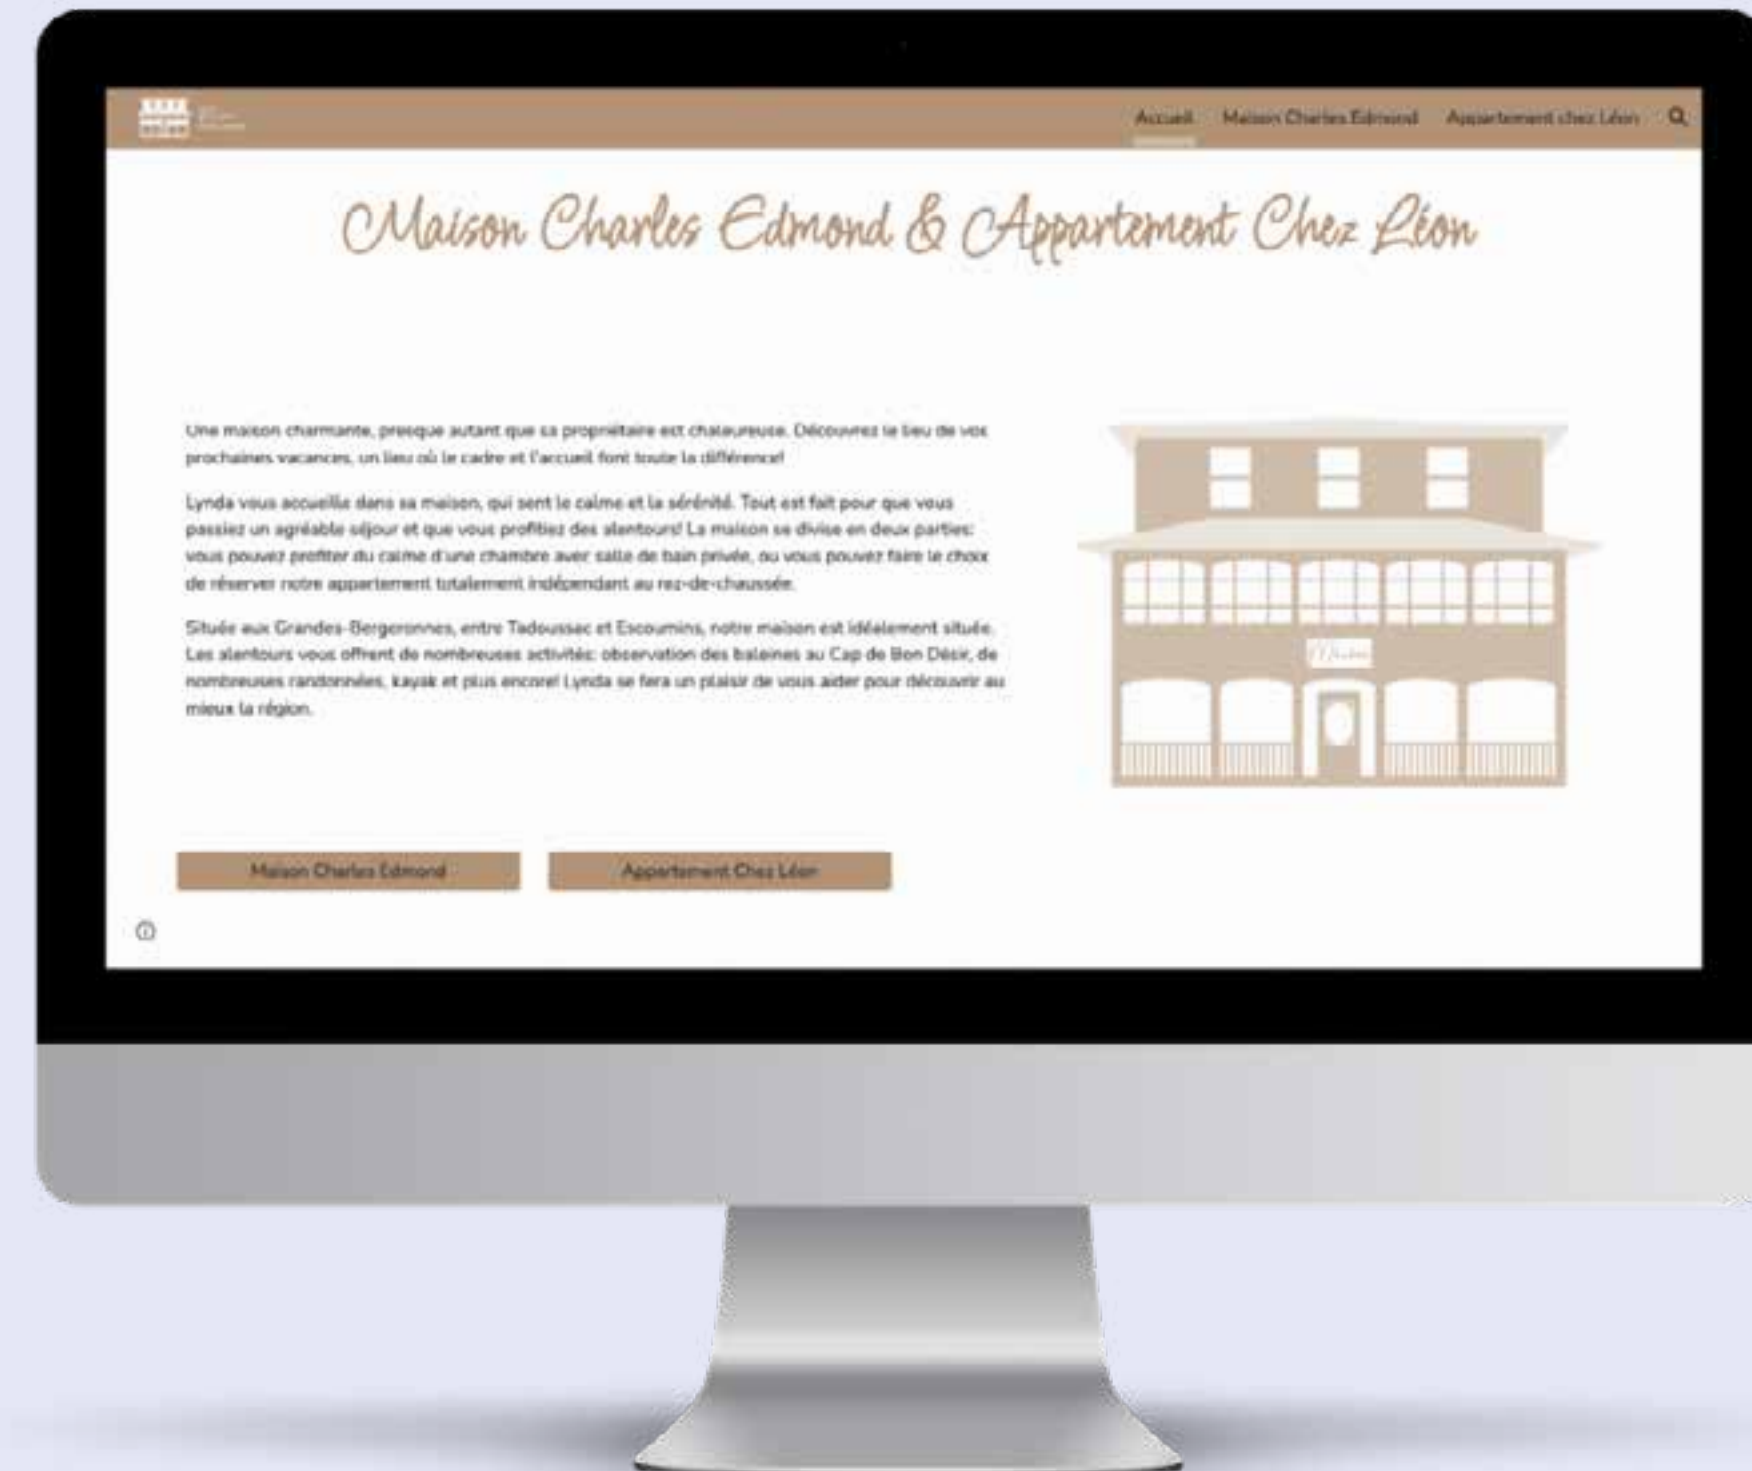 Accueil Maison Charles Edmond Appartement chez Léon
Maison Charles Edmond & Appartement Chez Léon
Une maison charmante, presque autant que sa propriétaire est chaleureuse. Découvrez le lieu de vos
prochaines vacances, un lieu où le cadre et l'accueil font toute la différence!
Lynda vous accueille dans sa maison, qui sent le calme et la sérénité. Tout est fait pour que vous
passiez un agréable séjour et que vous profitiez des alentours! La maison se divise en deux parties:
vous pouvez profiter du calme d'une chambre avec salle de bain privée, ou vous pouvez faire le choix
de réserver notre appartement totalement indépendant au rez-de-chaussée.
Située aux Grandes-Bergeronnes, entre Tadoussac et Escoumins, notre maison est idéalement située.
Les alentours vous offrent de nombreuses activités: observation des baleines au Cap de Bon Désir, de
nombreuses randonnées, kayak et plus encore! Lynda se fera un plaisir de vous aider pour découvrir au
mieux la région.
Maison Charles Edmond Appartement Chez Léon